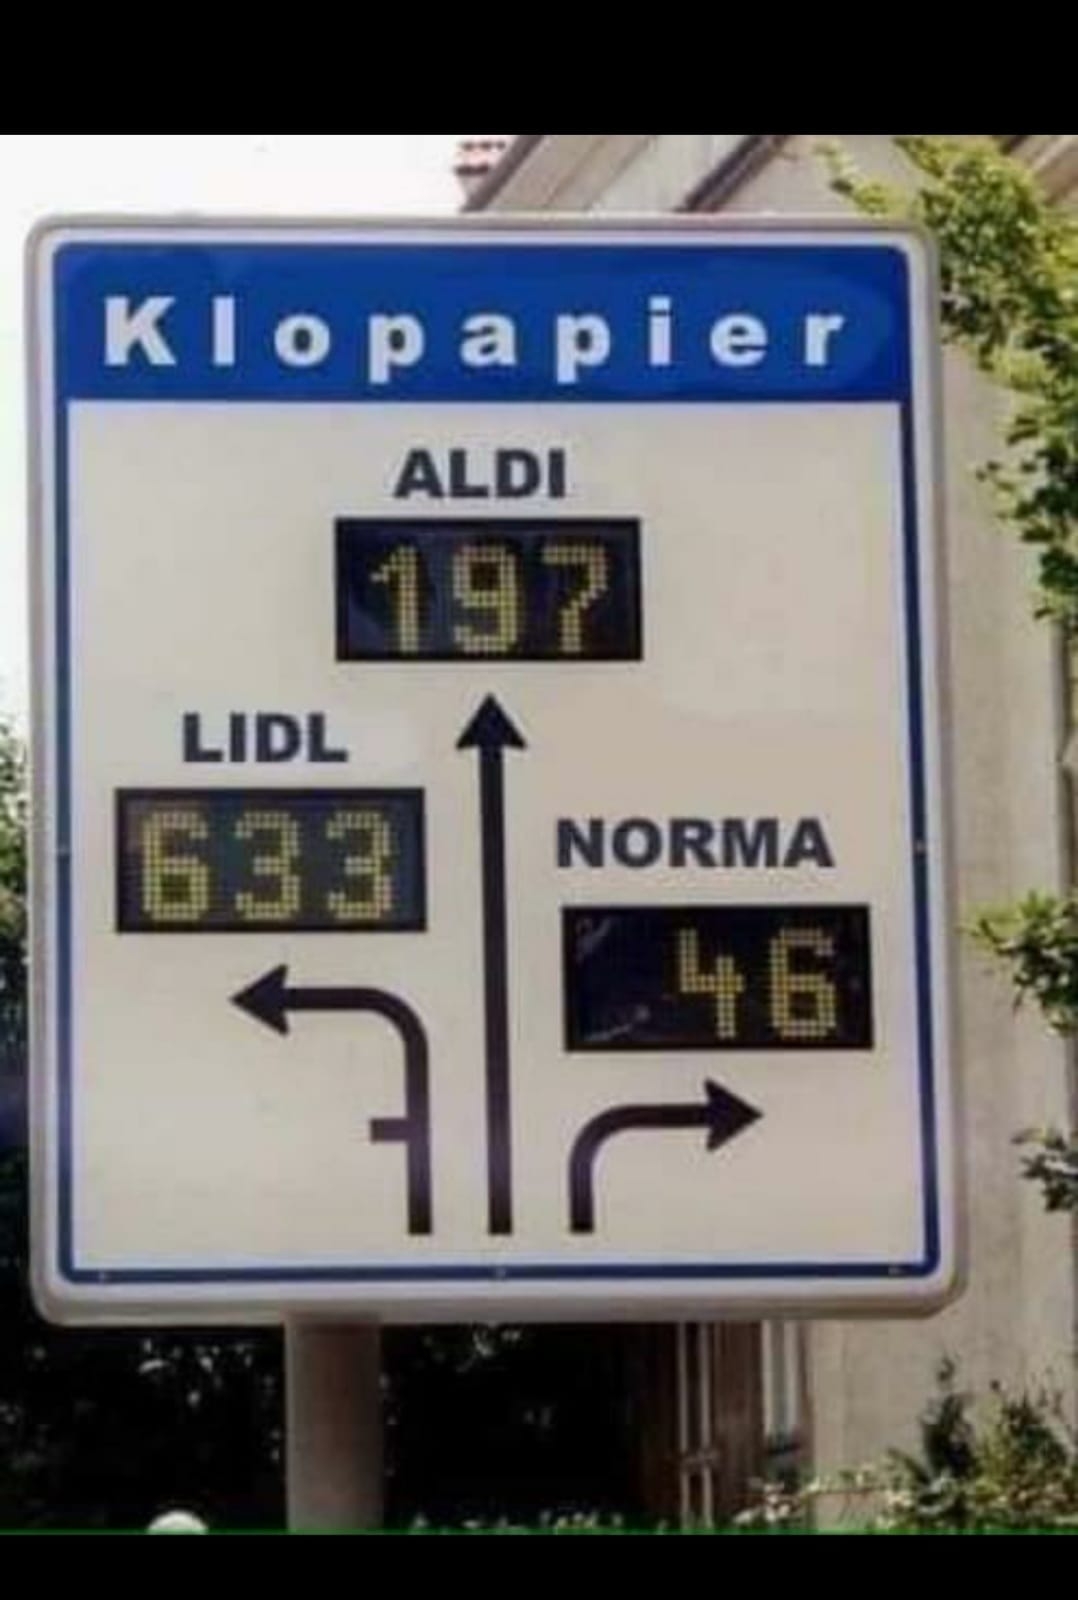 Klopapier
ALDI
197
LIDL
633
NORMA
46